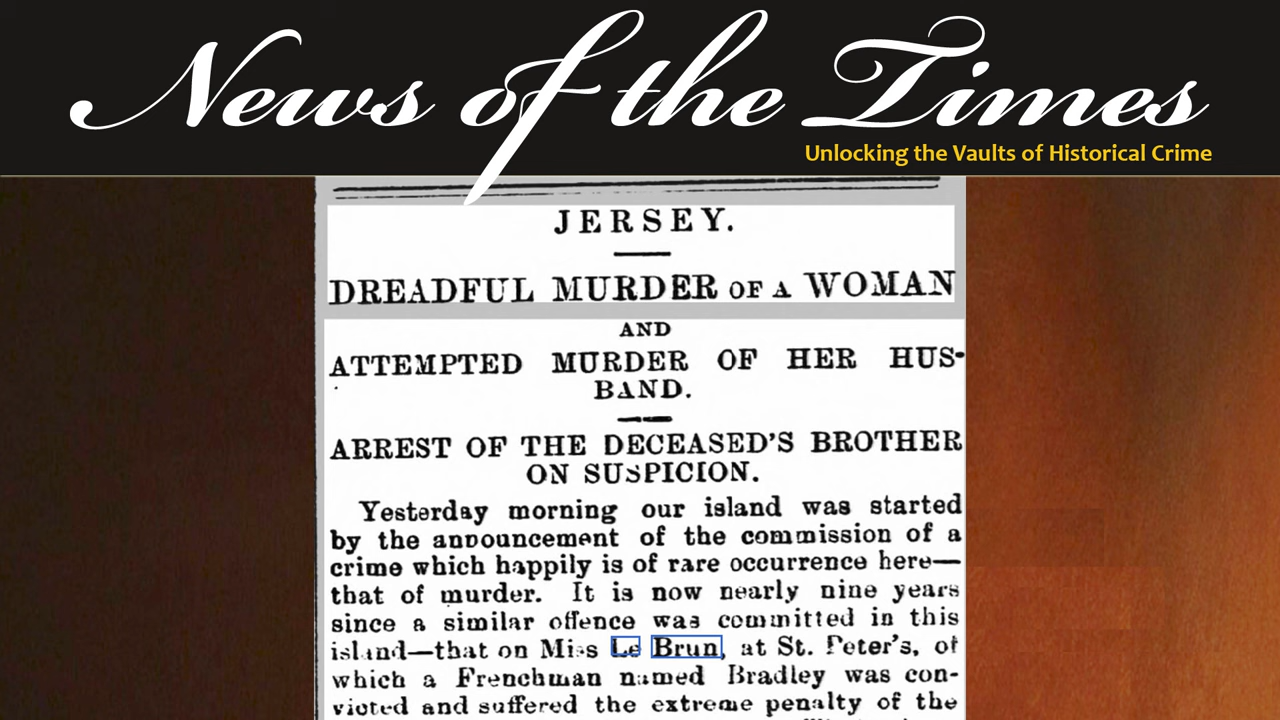 News of the Times
Unlocking the Vaults of Historical Crime
JERSEY.
DREADFUL MURDER OF A WOMAN
AND
ATTEMPTED MURDER OF HER HUS-
BAND.
ARREST OF THE DECEASED'S BROTHER
ON SUSPICION.
Yesterday morning our island was started
by the announcement of the commission of a
crime which happily is of rare occurrence here—
that of murder. It is now nearly nine years
since a similar offence was committed in this
island—that on Miss Le Brun, at St. Peter's, of
which a Frenchman named Bradley was con-
victed and suffered the extreme penalty of the